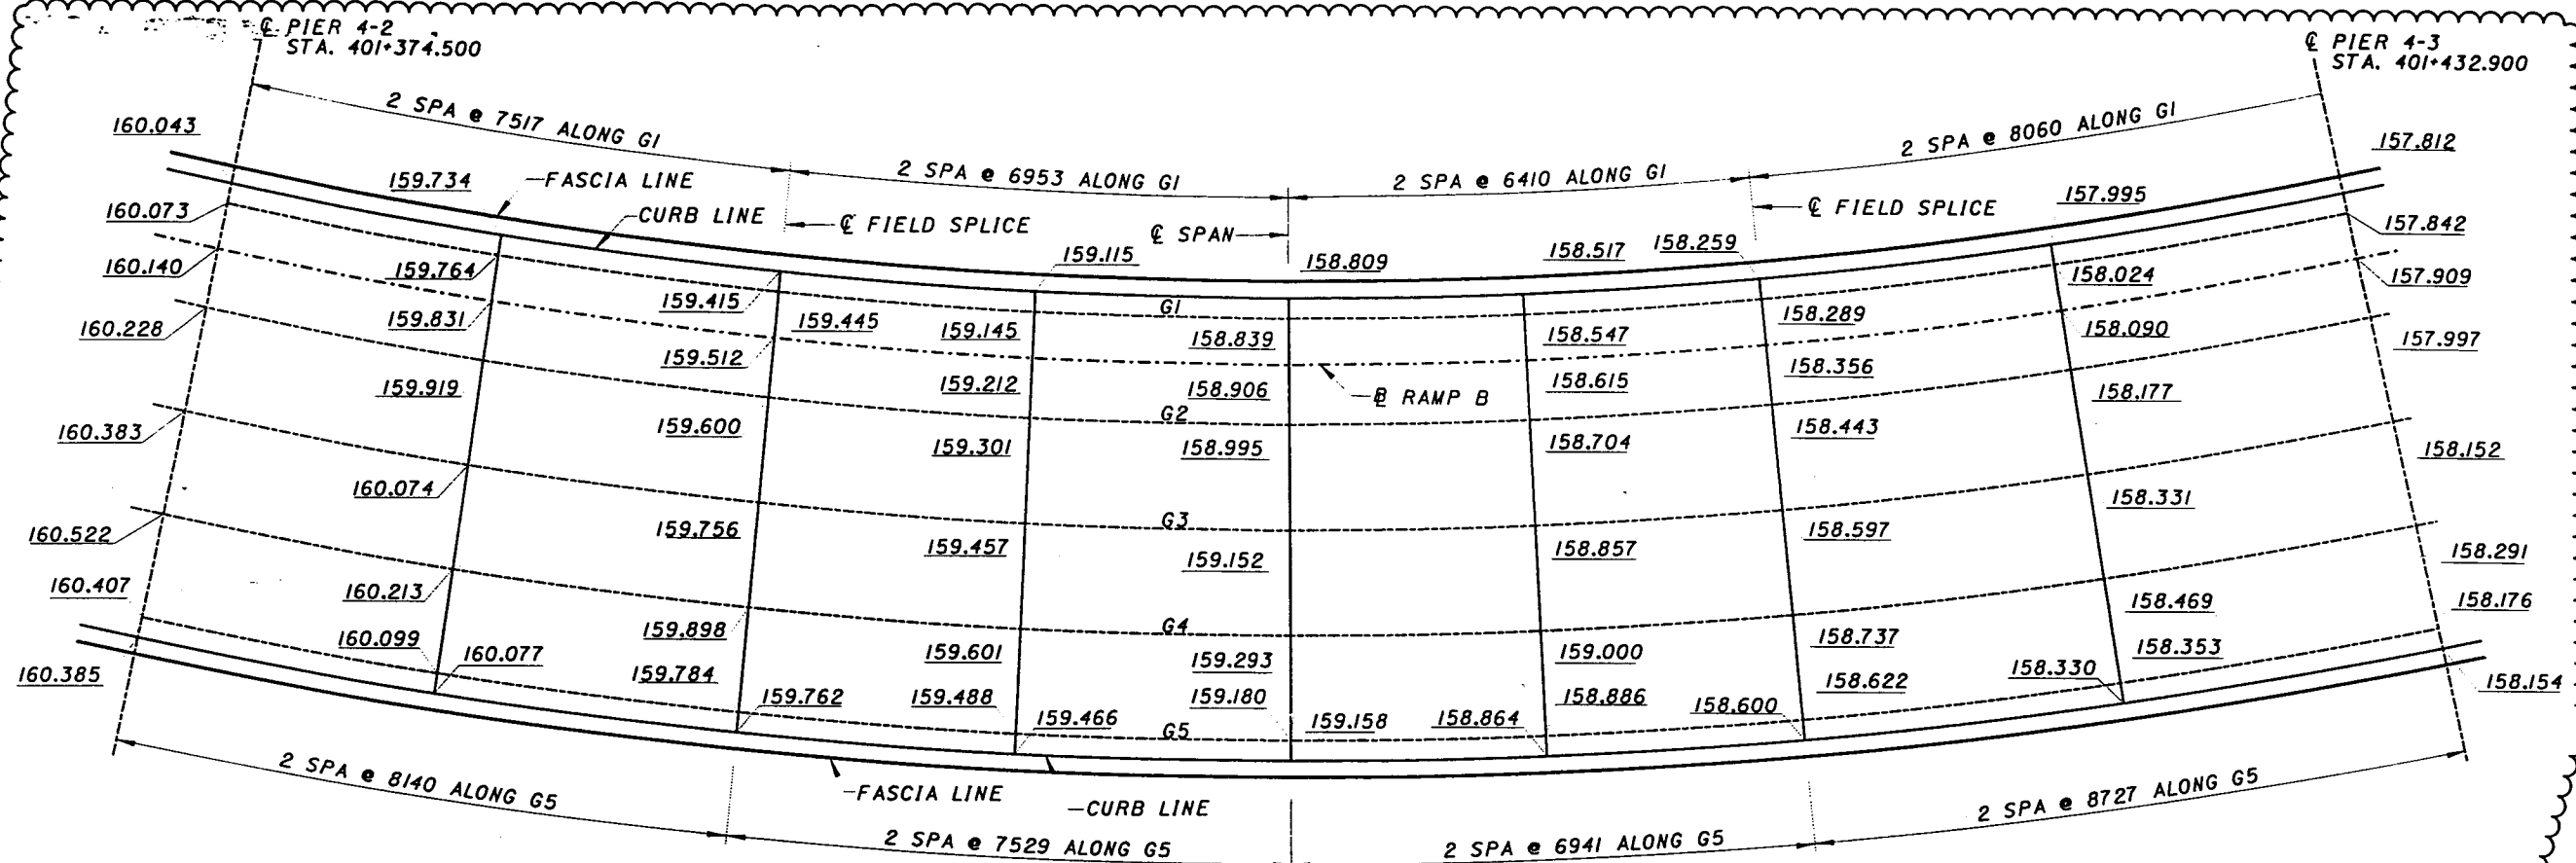 ℄ PIER 4-2
STA. 401+374.500
℄ PIER 4-3
STA. 401+432.900
2 SPA @ 7517 ALONG G1
2 SPA @ 6953 ALONG G1
2 SPA @ 6410 ALONG G1
2 SPA @ 8060 ALONG G1
160.043
159.734
FASCIA LINE
CURB LINE
℄ FIELD SPLICE
℄ SPAN
℄ FIELD SPLICE
157.812
157.995
160.073
160.140
160.228
160.383
160.522
160.407
160.385
159.764
159.831
159.919
160.074
160.213
160.099
160.077
159.415
159.445
159.512
159.600
159.756
159.898
159.784
159.762
159.115
159.145
159.212
159.301
159.457
159.601
159.488
159.466
158.809
158.839
158.906
158.995
159.152
159.293
159.180
159.158
G1
G2
G3
G4
G5
B RAMP B
158.517
158.547
158.615
158.704
158.857
159.000
158.886
158.864
158.259
158.289
158.356
158.443
158.597
158.737
158.622
158.600
158.024
158.090
158.177
158.331
158.469
158.353
158.330
157.842
157.909
157.997
158.152
158.291
158.176
158.154
FASCIA LINE
CURB LINE
2 SPA @ 8140 ALONG G5
2 SPA @ 7529 ALONG G5
2 SPA @ 6941 ALONG G5
2 SPA @ 8727 ALONG G5